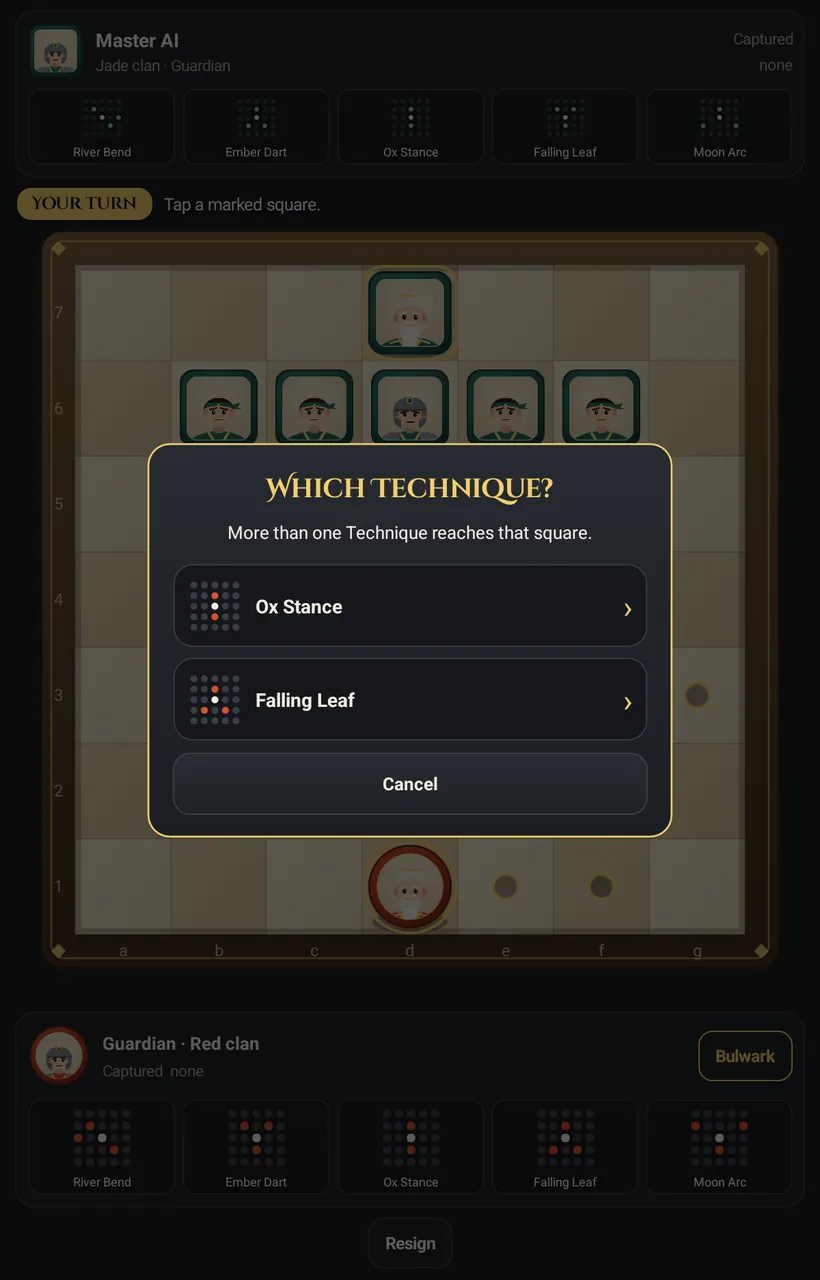 Master AI
Jade clan · Guardian
Captured
none
River Bend
Ember Dart
Ox Stance
Falling Leaf
Moon Arc
YOUR TURN
Tap a marked square.
7
6
5
4
3
2
1
WHICH TECHNIQUE?
More than one Technique reaches that square.
Ox Stance
Falling Leaf
Cancel
a b c d e f g
Guardian · Red clan
Captured none
Bulwark
River Bend
Ember Dart
Ox Stance
Falling Leaf
Moon Arc
Resign